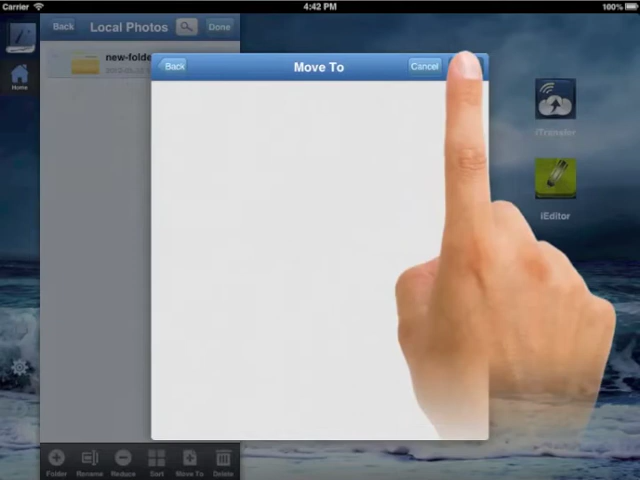 Carrier 4:42 PM 100%
Back Local Photos Done
new-folde
Home
Back Move To Cancel
iTransfer
iEditor
Folder Rename Reduce Sort Move To Delete